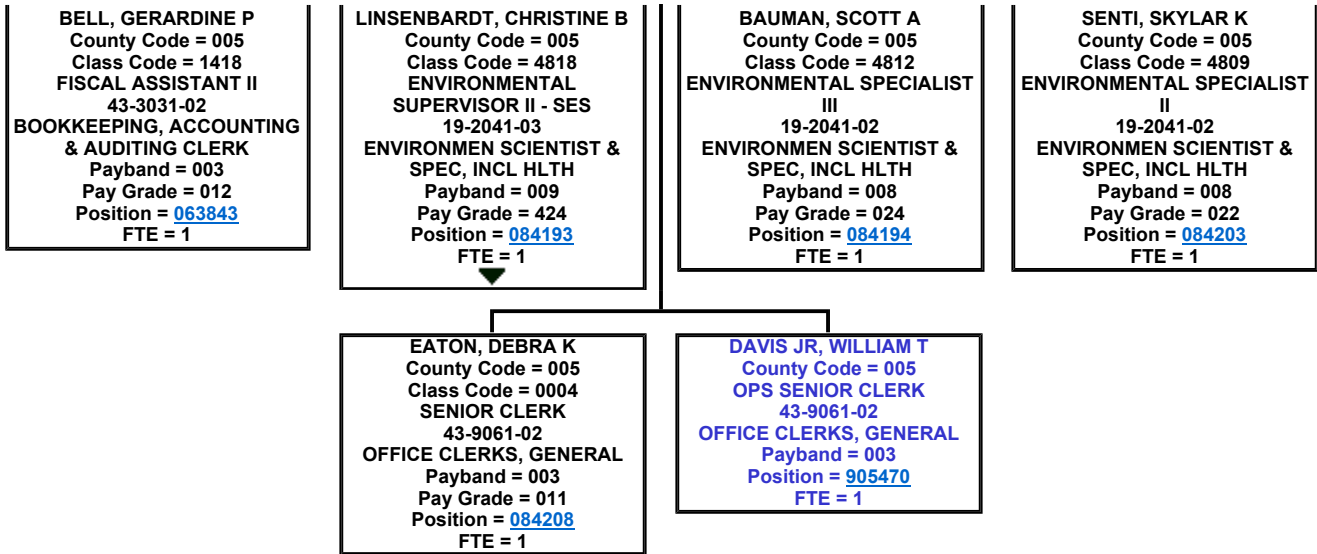 BELL, GERARDINE P
County Code = 005
Class Code = 1418
FISCAL ASSISTANT II
43-3031-02
BOOKKEEPING, ACCOUNTING
& AUDITING CLERK
Payband = 003
Pay Grade = 012
Position = 063843
FTE = 1
LINSENBARDT, CHRISTINE B
County Code = 005
Class Code = 4818
ENVIRONMENTAL
SUPERVISOR II - SES
19-2041-03
ENVIRONMEN SCIENTIST &
SPEC, INCL HLTH
Payband = 009
Pay Grade = 424
Position = 084193
FTE = 1
BAUMAN, SCOTT A
County Code = 005
Class Code = 4812
ENVIRONMENTAL SPECIALIST
III
19-2041-02
ENVIRONMEN SCIENTIST &
SPEC, INCL HLTH
Payband = 008
Pay Grade = 024
Position = 084194
FTE = 1
SENTI, SKYLAR K
County Code = 005
Class Code = 4809
ENVIRONMENTAL SPECIALIST
II
19-2041-02
ENVIRONMEN SCIENTIST &
SPEC, INCL HLTH
Payband = 008
Pay Grade = 022
Position = 084203
FTE = 1
EATON, DEBRA K
County Code = 005
Class Code = 0004
SENIOR CLERK
43-9061-02
OFFICE CLERKS, GENERAL
Payband = 003
Pay Grade = 011
Position = 084208
FTE = 1
DAVIS JR, WILLIAM T
County Code = 005
OPS SENIOR CLERK
43-9061-02
OFFICE CLERKS, GENERAL
Payband = 003
Position = 905470
FTE = 1